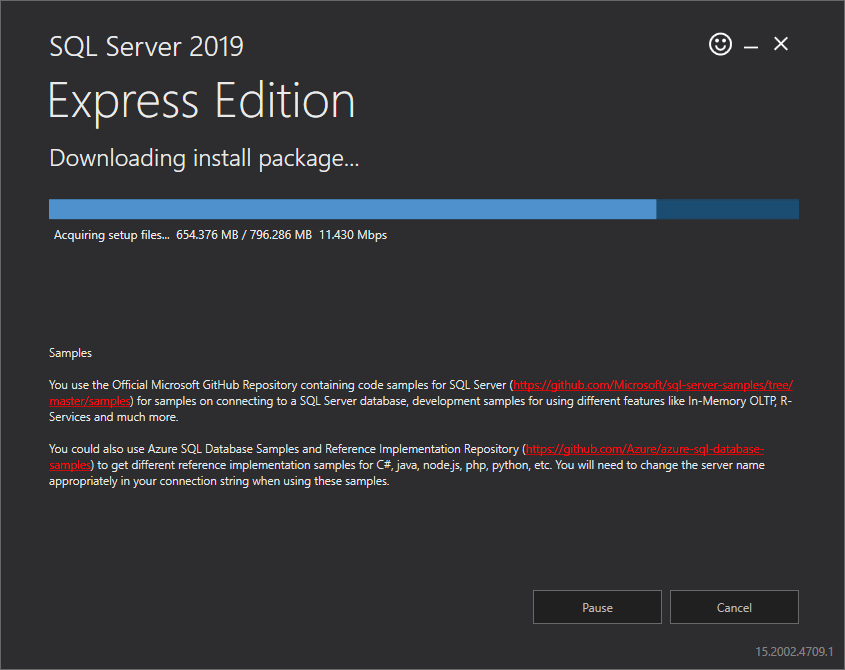 SQL Server 2019
Express Edition
Downloading install package...
Acquiring setup files... 654.376 MB / 796.286 MB 11.430 Mbps
Samples
You use the Official Microsoft GitHub Repository containing code samples for SQL Server (https://github.com/Microsoft/sql-server-samples/tree/
master/samples) for samples on connecting to a SQL Server database, development samples for using different features like In-Memory OLTP, R-
Services and much more.
You could also use Azure SQL Database Samples and Reference Implementation Repository (https://github.com/Azure/azure-sql-database-
samples) to get different reference implementation samples for C#, java, node.js, php, python, etc. You will need to change the server name
appropriately in your connection string when using these samples.
Pause Cancel
15.2002.4709.1